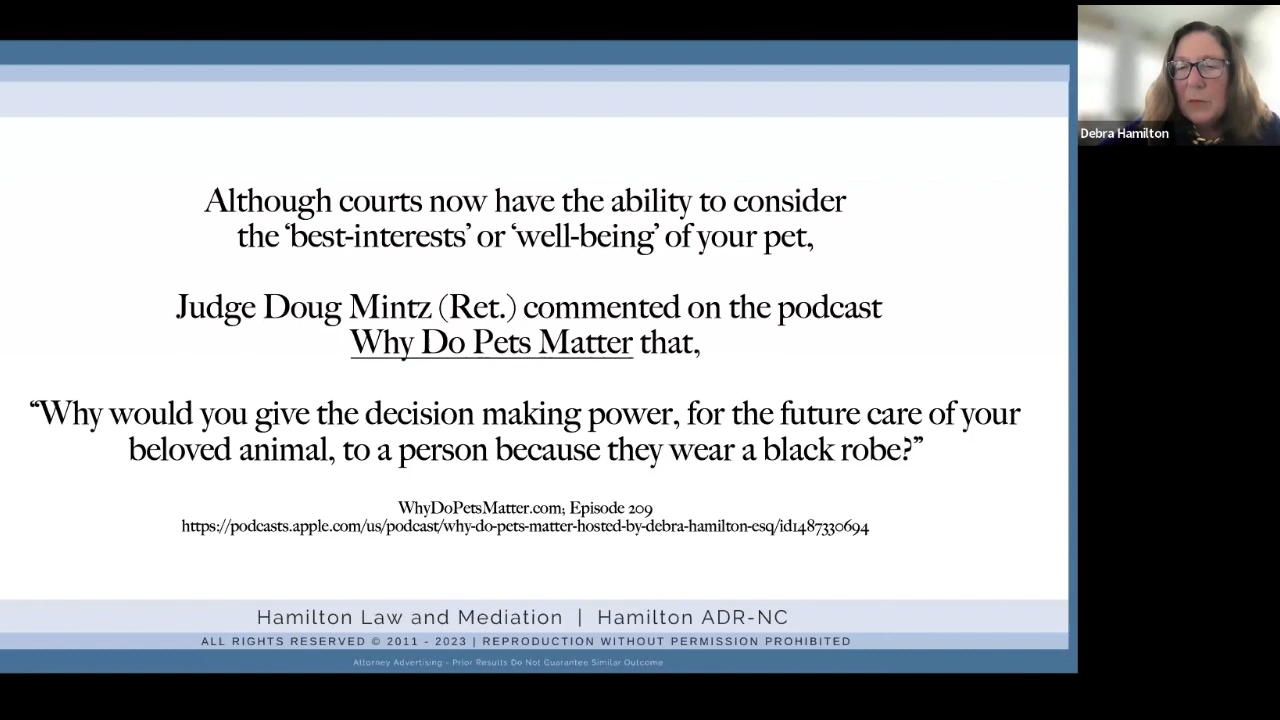 Although courts now have the ability to consider
the ‘best-interests’ or ‘well-being’ of your pet,
Judge Doug Mintz (Ret.) commented on the podcast
Why Do Pets Matter that,
“Why would you give the decision making power, for the future care of your
beloved animal, to a person because they wear a black robe?”
WhyDoPetsMatter.com; Episode 209
https://podcasts.apple.com/us/podcast/why-do-pets-matter-hosted-by-debra-hamilton-esq/id1487330694
Hamilton Law and Mediation | Hamilton ADR-NC
ALL RIGHTS RESERVED © 2011 - 2023 | REPRODUCTION WITHOUT PERMISSION PROHIBITED
Attorney Advertising - Prior Results Do Not Guarantee Similar Outcome
Debra Hamilton